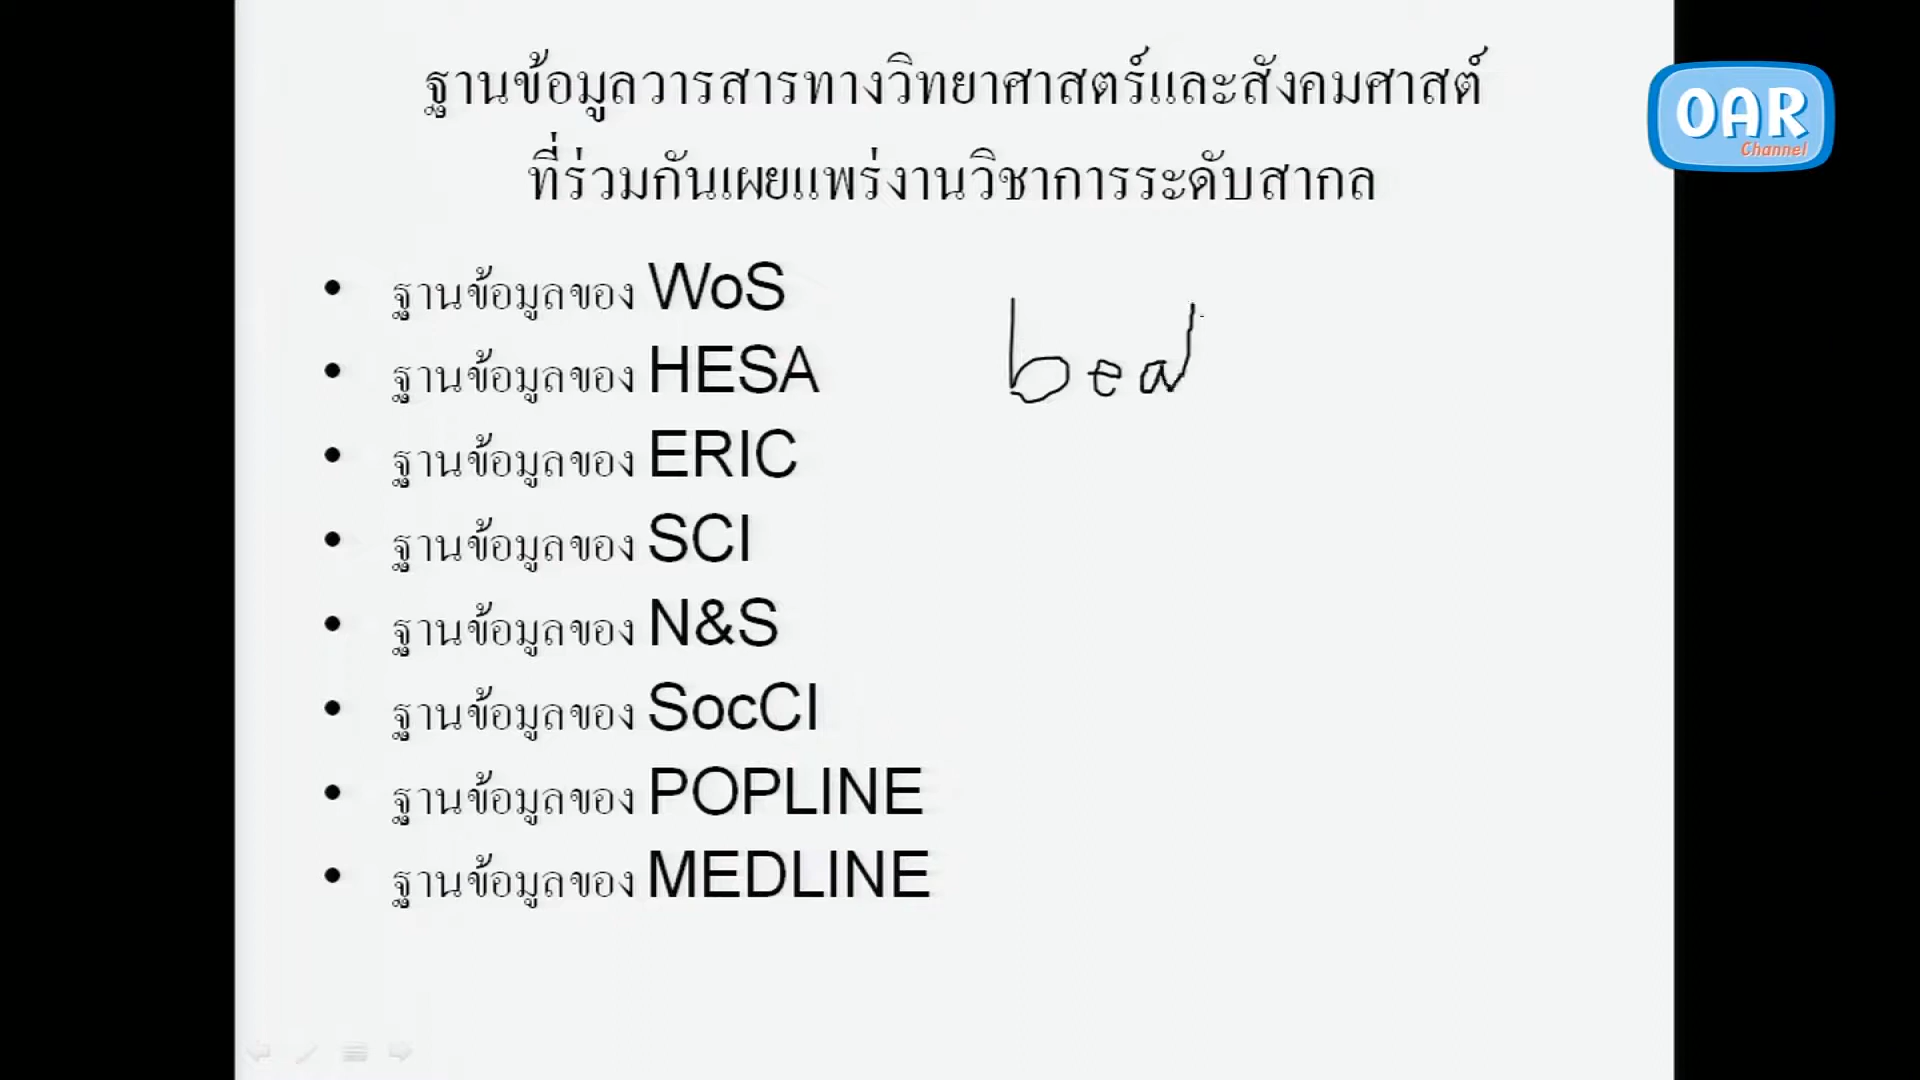 ฐานข้อมูลวารสารทางวิทยาศาสตร์และสังคมศาสต์
ที่ร่วมกันเผยแพร่งานวิชาการระดับสากล
• ฐานข้อมูลของ WoS
• ฐานข้อมูลของ HESA
• ฐานข้อมูลของ ERIC
• ฐานข้อมูลของ SCI
• ฐานข้อมูลของ N&S
• ฐานข้อมูลของ SocCI
• ฐานข้อมูลของ POPLINE
• ฐานข้อมูลของ MEDLINE
OAR
Channel